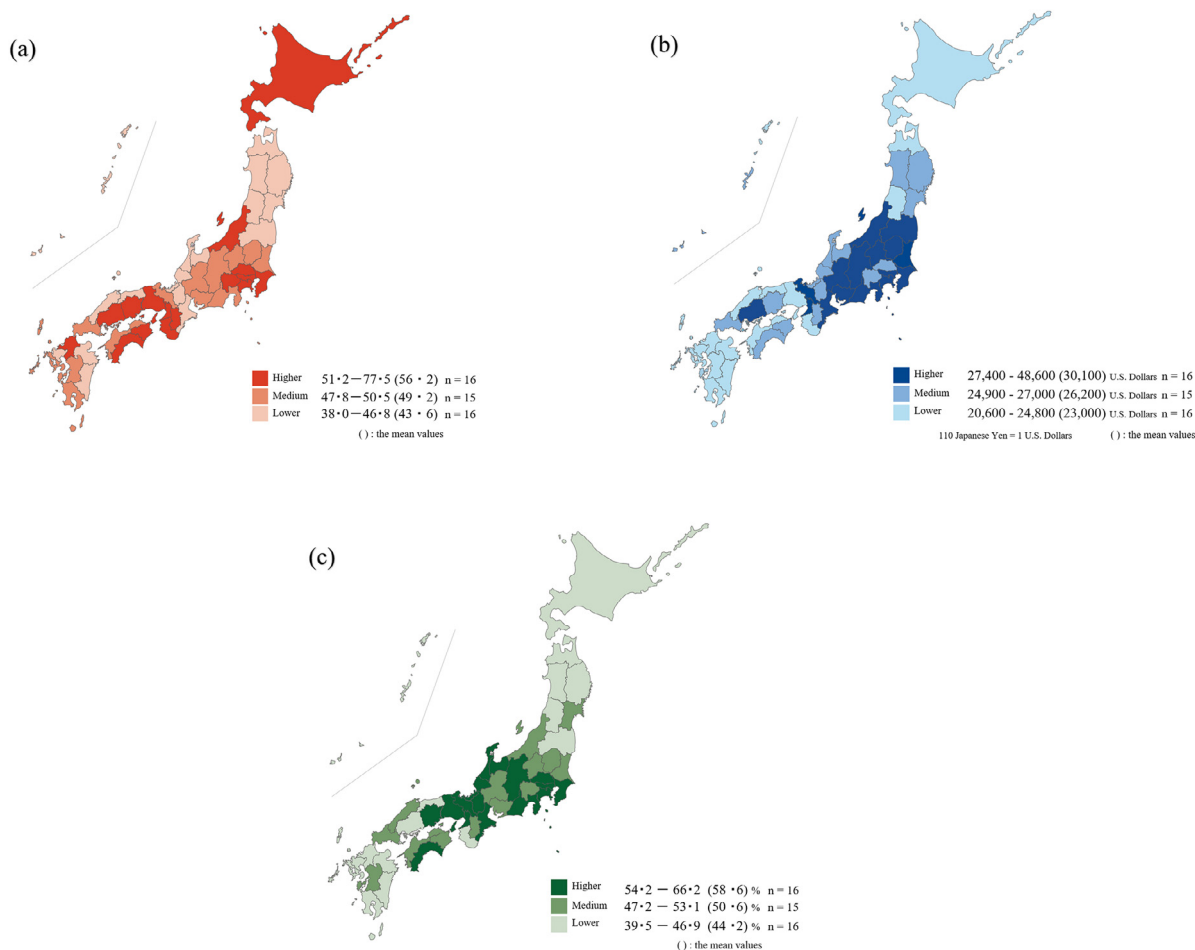 (a)
Higher 51・2－77・5 (56・2) n = 16
Medium 47・8－50・5 (49・2) n = 15
Lower 38・0－46・8 (43・6) n = 16
( ) : the mean values
(b)
Higher 27,400 - 48,600 (30,100) U.S. Dollars n = 16
Medium 24,900 - 27,000 (26,200) U.S. Dollars n = 15
Lower 20,600 - 24,800 (23,000) U.S. Dollars n = 16
110 Japanese Yen = 1 U.S. Dollars ( ) : the mean values
(c)
Higher 54・2 － 66・2 (58・6) % n = 16
Medium 47・2 － 53・1 (50・6) % n = 15
Lower 39・5 － 46・9 (44・2) % n = 16
( ) : the mean values